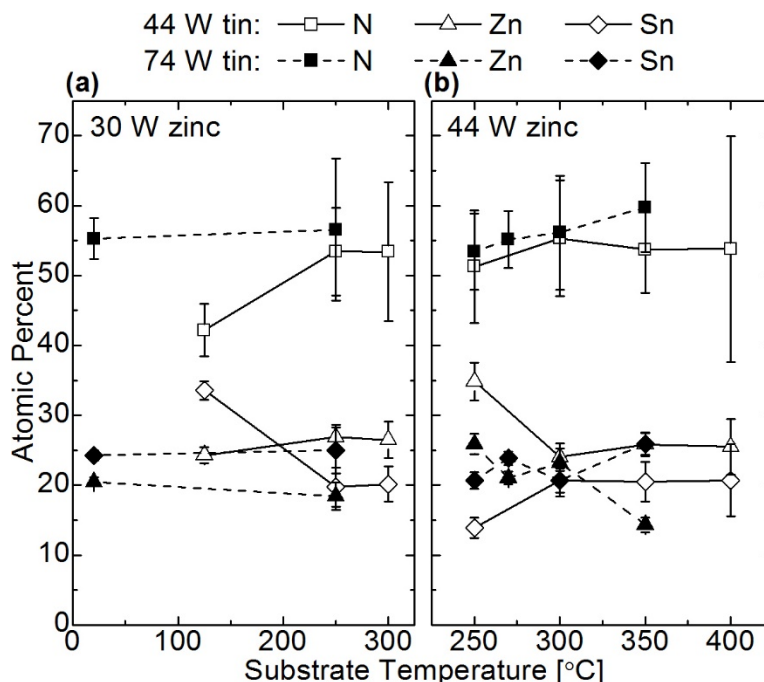 44 W tin: N Zn Sn
74 W tin: N Zn Sn
(a) (b)
30 W zinc 44 W zinc
70
60
50
40
30
20
10
0
Atomic Percent
0 100 200 300 250 300 350 400
Substrate Temperature [°C]